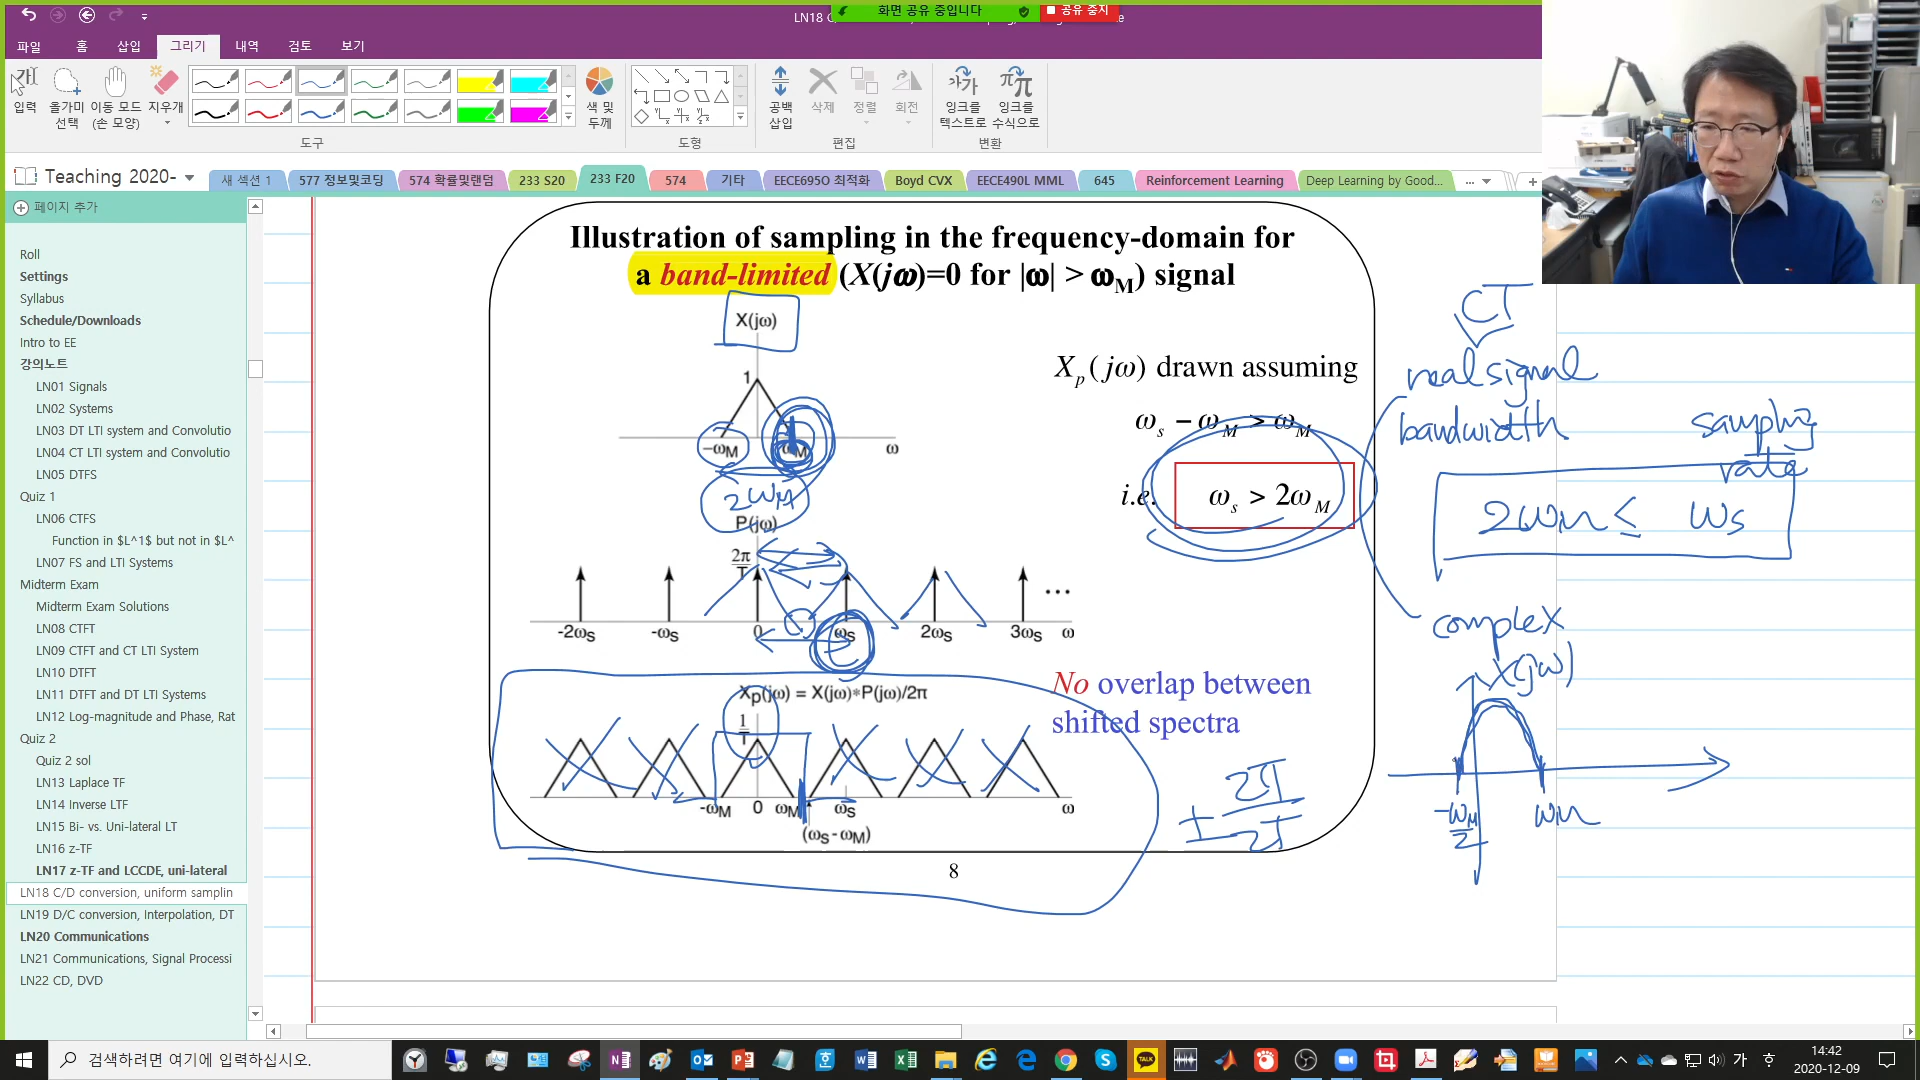 화면 공유 중입니다
공유 중지
LN18 C
파일 홈 삽입 그리기 내역 검토 보기
입력
올가미 선택
이동 모드 (손 모양)
지우개
색 및 두께
공백 삽입
삭제
정렬
회전
잉크를 텍스트로
잉크를 수식으로
도구
도형
편집
변환
Teaching 2020-
새 섹션 1
577 정보및코딩
574 확률및랜덤
233 S20
233 F20
574
기타
EECE695O 최적화
Boyd CVX
EECE490L MML
645
Reinforcement Learning
Deep Learning by Good...
...
페이지 추가
Roll
Settings
Syllabus
Schedule/Downloads
Intro to EE
강의노트
LN01 Signals
LN02 Systems
LN03 DT LTI system and Convolutio
LN04 CT LTI system and Convolutio
LN05 DTFS
Quiz 1
LN06 CTFS
Function in $L^1$ but not in $L^
LN07 FS and LTI Systems
Midterm Exam
Midterm Exam Solutions
LN08 CTFT
LN09 CTFT and CT LTI System
LN10 DTFT
LN11 DTFT and DT LTI Systems
LN12 Log-magnitude and Phase, Rat
Quiz 2
Quiz 2 sol
LN13 Laplace TF
LN14 Inverse LTF
LN15 Bi- vs. Uni-lateral LT
LN16 z-TF
LN17 z-TF and LCCDE, uni-lateral
LN18 C/D conversion, uniform samplin
LN19 D/C conversion, Interpolation, DT
LN20 Communications
LN21 Communications, Signal Processi
LN22 CD, DVD
Illustration of sampling in the frequency-domain for
a band-limited (X(jω)=0 for |ω| > ωM) signal
X(jω)
1
-ωM ωM ω
2ωM
P(jω)
2π/T
-2ωs -ωs 0 ωs 2ωs 3ωs ω
...
Xp(jω) = X(jω)*P(jω)/2π
1/T
-ωM 0 ωM ωs ω
(ωs-ωM)
Xp(jω) drawn assuming
ωs − ωM > ωM
i.e. ωs > 2ωM
No overlap between
shifted spectra
± 2π/2T
8
CT
real signal
bandwidth
sampling
rate
2ωM ≤ ωs
complex
X(jω)
-ωM/2 ωM
검색하려면 여기에 입력하십시오.
TALK
가
14:42
2020-12-09